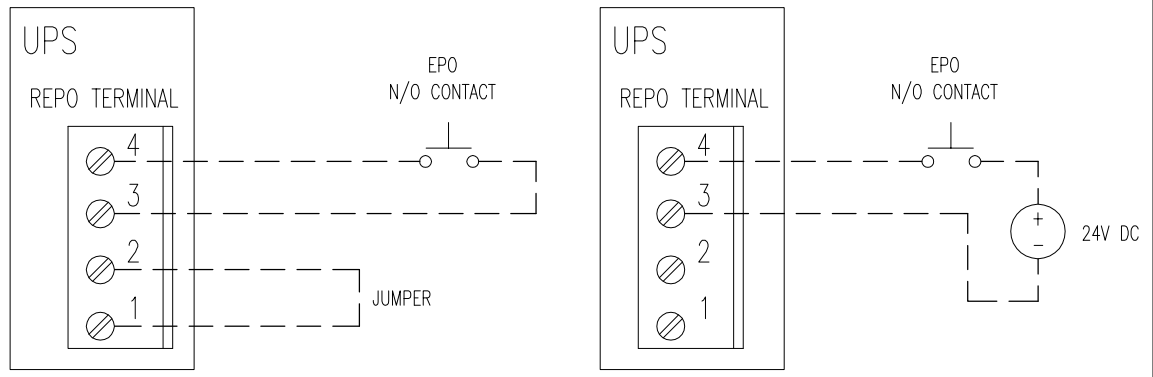 UPS
REPO TERMINAL
4
3
2
1
EPO
N/O CONTACT
JUMPER
UPS
REPO TERMINAL
4
3
2
1
EPO
N/O CONTACT
+
-
24V DC